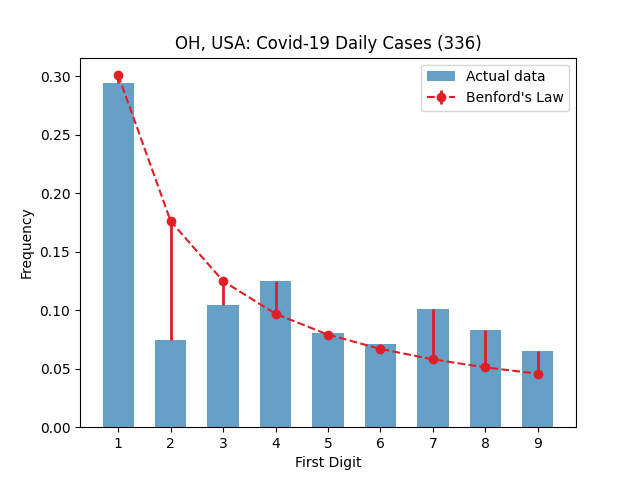 OH, USA: Covid-19 Daily Cases (336)
Actual data
Benford's Law
Frequency
0.30
0.25
0.20
0.15
0.10
0.05
0.00
1 2 3 4 5 6 7 8 9
First Digit